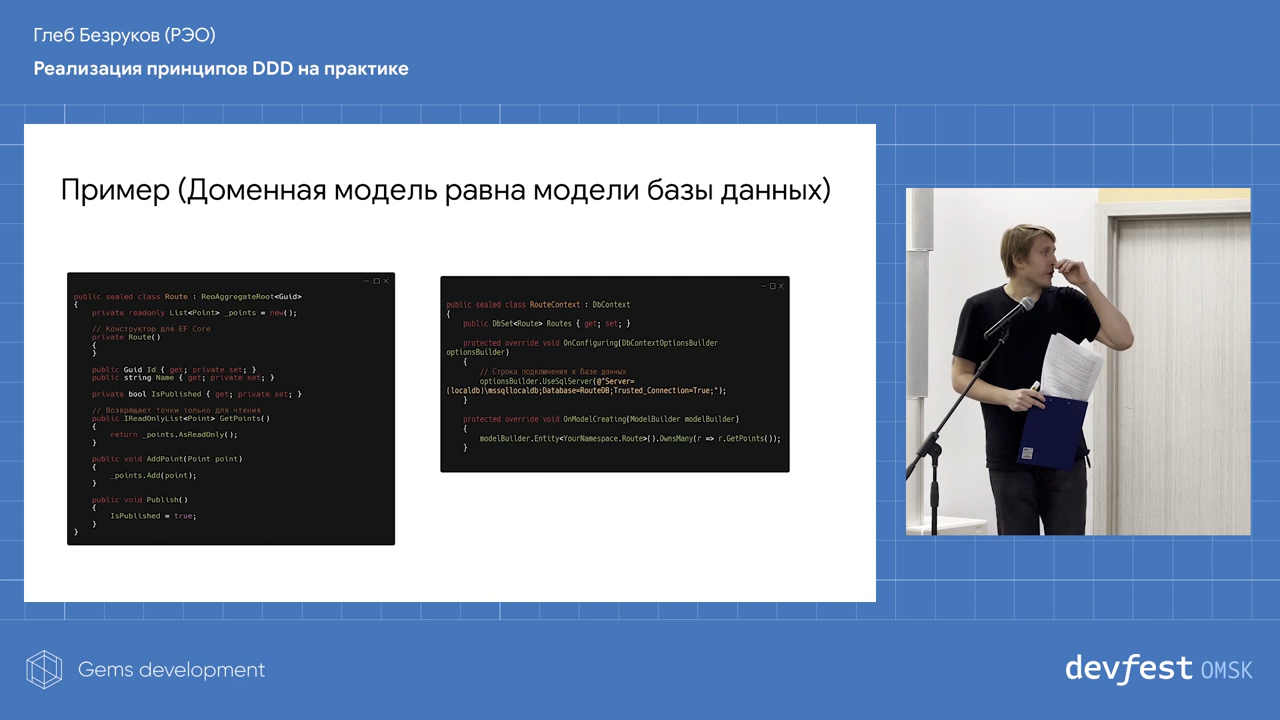 Глеб Безруков (РЭО)
Реализация принципов DDD на практике
Пример (Доменная модель равна модели базы данных)
public sealed class Route : ReoAggregateRoot<Guid>
{
private readonly List<Point> _points = new();
// Конструктор для EF Core
private Route()
{
}
public Guid Id { get; private set; }
public string Name { get; private set; }
private bool IsPublished { get; private set; }
// Возвращает точки только для чтения
public IReadOnlyList<Point> GetPoints()
{
return _points.AsReadOnly();
}
public void AddPoint(Point point)
{
_points.Add(point);
}
public void Publish()
{
IsPublished = true;
}
}
public sealed class RouteContext : DbContext
{
public DbSet<Route> Routes { get; set; }
protected override void OnConfiguring(DbContextOptionsBuilder
optionsBuilder)
{
// Строка подключения к базе данных
optionsBuilder.UseSqlServer(@"Server=
(localdb)\mssqllocaldb;Database=RouteDB;Trusted_Connection=True;");
}
protected override void OnModelCreating(ModelBuilder modelBuilder)
{
modelBuilder.Entity<YourNamespace.Route>().OwnsMany(r => r.GetPoints());
}
Gems development
devfest OMSK